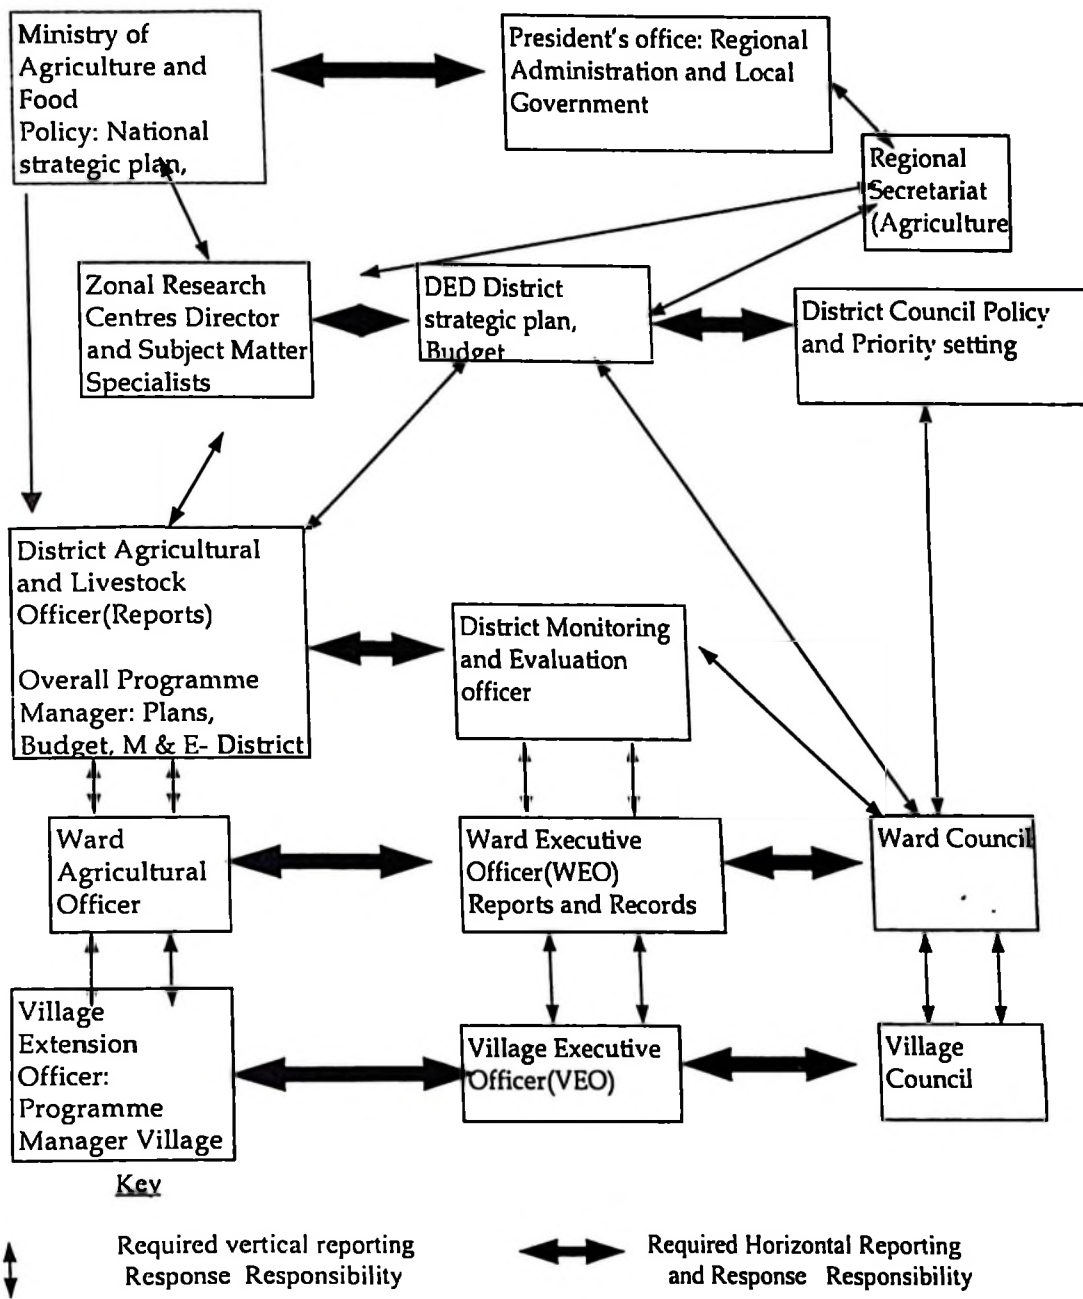 Ministry of
Agriculture and
Food
Policy: National
strategic plan,
President's office: Regional
Administration and Local
Government
Regional
Secretariat
(Agriculture
Zonal Research
Centres Director
and Subject Matter
Specialists
DED District
strategic plan,
Budget
District Council Policy
and Priority setting
District Agricultural
and Livestock
Officer(Reports)
Overall Programme
Manager: Plans,
Budget, M & E- District
District Monitoring
and Evaluation
officer
Ward
Agricultural
Officer
Ward Executive
Officer(WEO)
Reports and Records
Ward Council
Village
Extension
Officer:
Programme
Manager Village
Village Executive
Officer(VEO)
Village
Council
Key
Required vertical reporting
Response Responsibility
Required Horizontal Reporting
and Response Responsibility